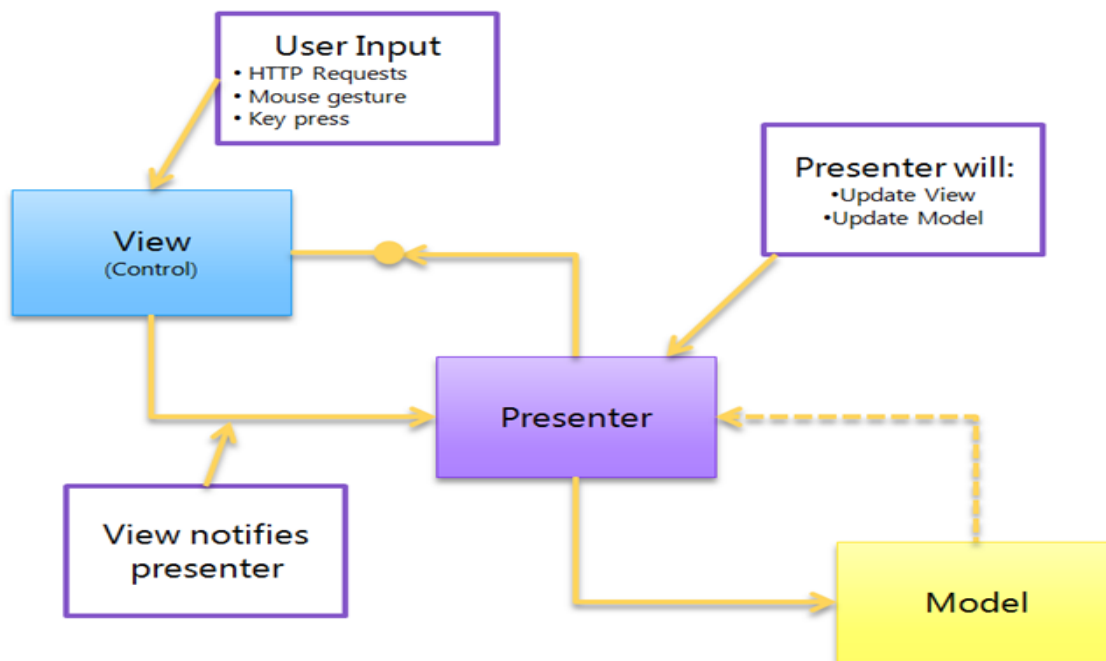 User Input
• HTTP Requests
• Mouse gesture
• Key press
Presenter will:
•Update View
•Update Model
View
(Control)
Presenter
View notifies
presenter
Model